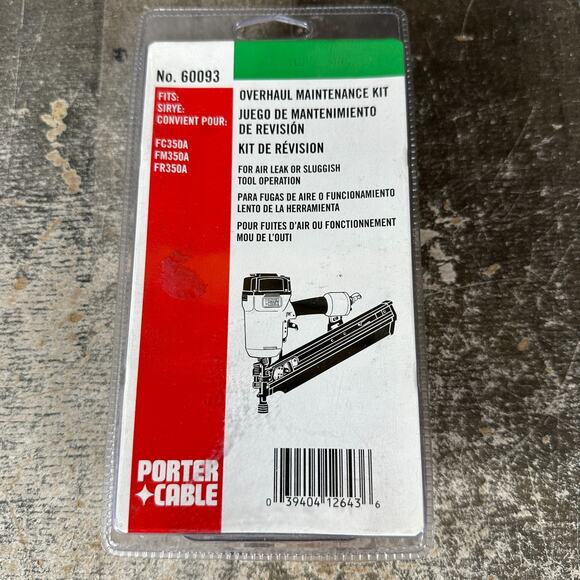 No. 60093
FITS:
SIRYE:
CONVIENT POUR:
FC350A
FM350A
FR350A
OVERHAUL MAINTENANCE KIT
JUEGO DE MANTENIMIENTO
DE REVISIÓN
KIT DE RÉVISION
FOR AIR LEAK OR SLUGGISH
TOOL OPERATION
PARA FUGAS DE AIRE O FUNCIONAMIENTO
LENTO DE LA HERRAMIENTA
POUR FUITES D'AIR OU FONCTIONNEMENT
MOU DE L'OUTI
PORTER
CABLE
0 39404 12643 6